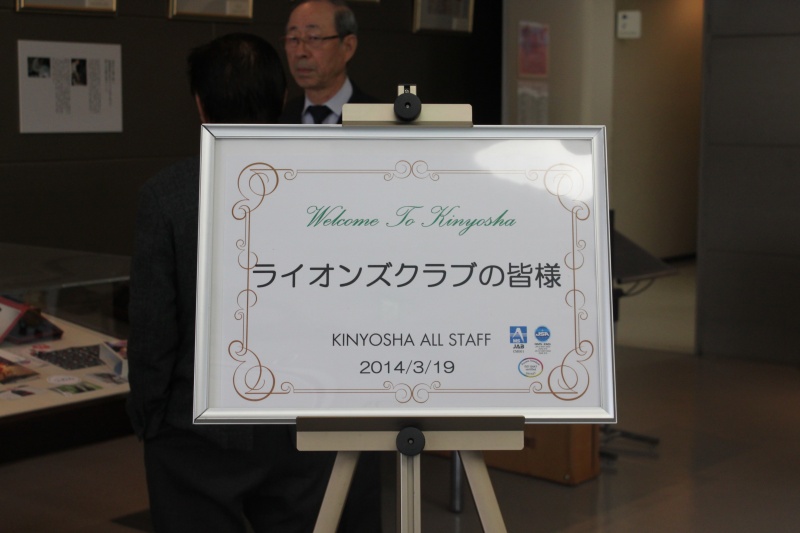 Welcome To Kinyosha
ライオンズクラブの皆様
KINYOSHA ALL STAFF
2014/3/19
JAB